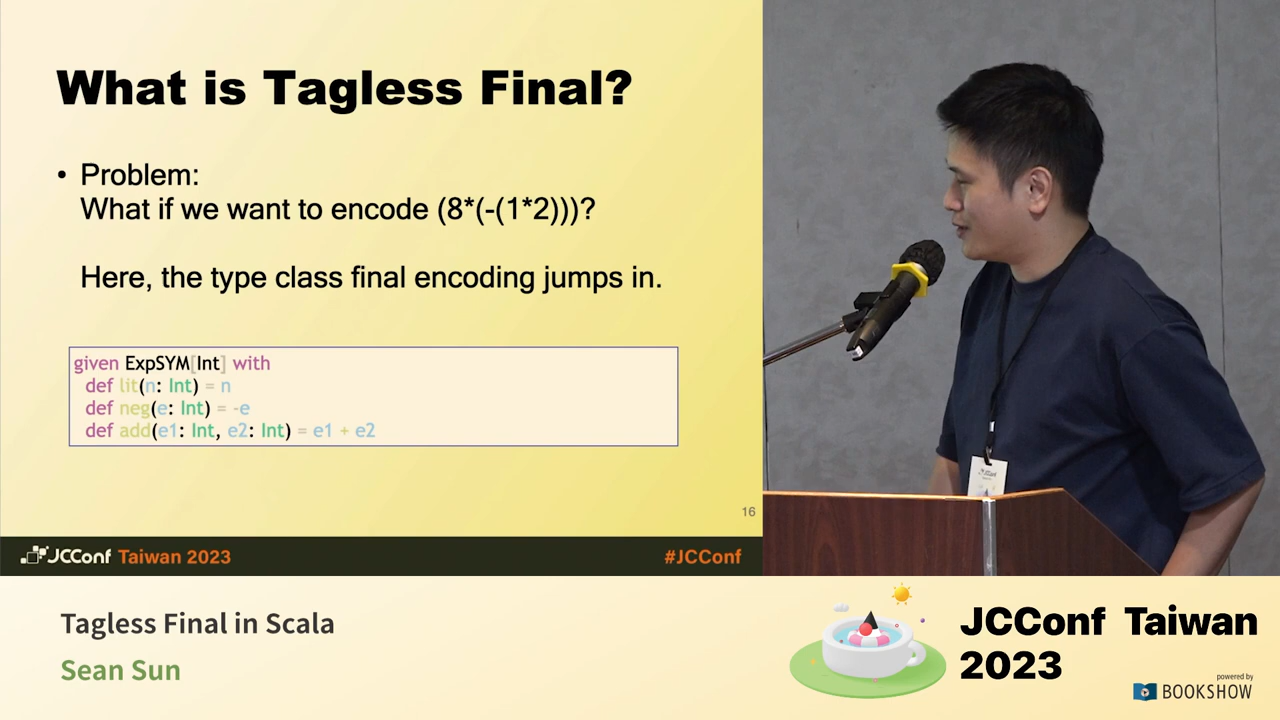 What is Tagless Final?
• Problem:
What if we want to encode (8*(-(1*2)))?
Here, the type class final encoding jumps in.
given ExpSYM[Int] with
def lit(n: Int) = n
def neg(e: Int) = -e
def add(e1: Int, e2: Int) = e1 + e2
16
JCConf Taiwan 2023
#JCConf
Tagless Final in Scala
Sean Sun
JCConf Taiwan
2023
powered by
BOOKSHOW